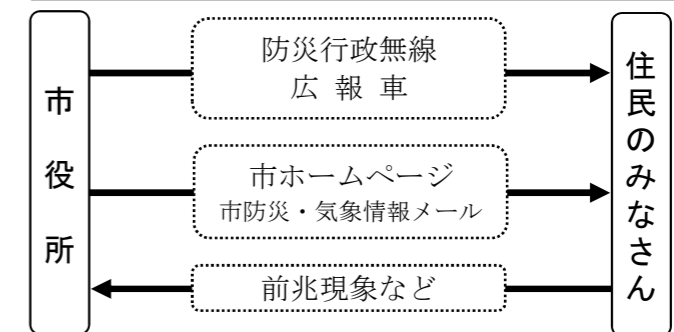 市役所
防災行政無線
広 報 車
市ホームページ
市防災・気象情報メール
前兆現象など
住民のみなさん